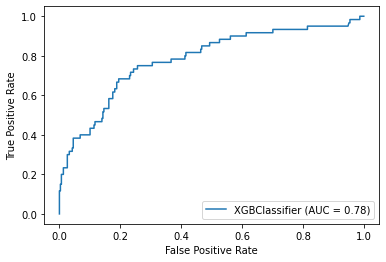 1.0
0.8
0.6
0.4
0.2
0.0
True Positive Rate
XGBClassifier (AUC = 0.78)
0.0 0.2 0.4 0.6 0.8 1.0
False Positive Rate